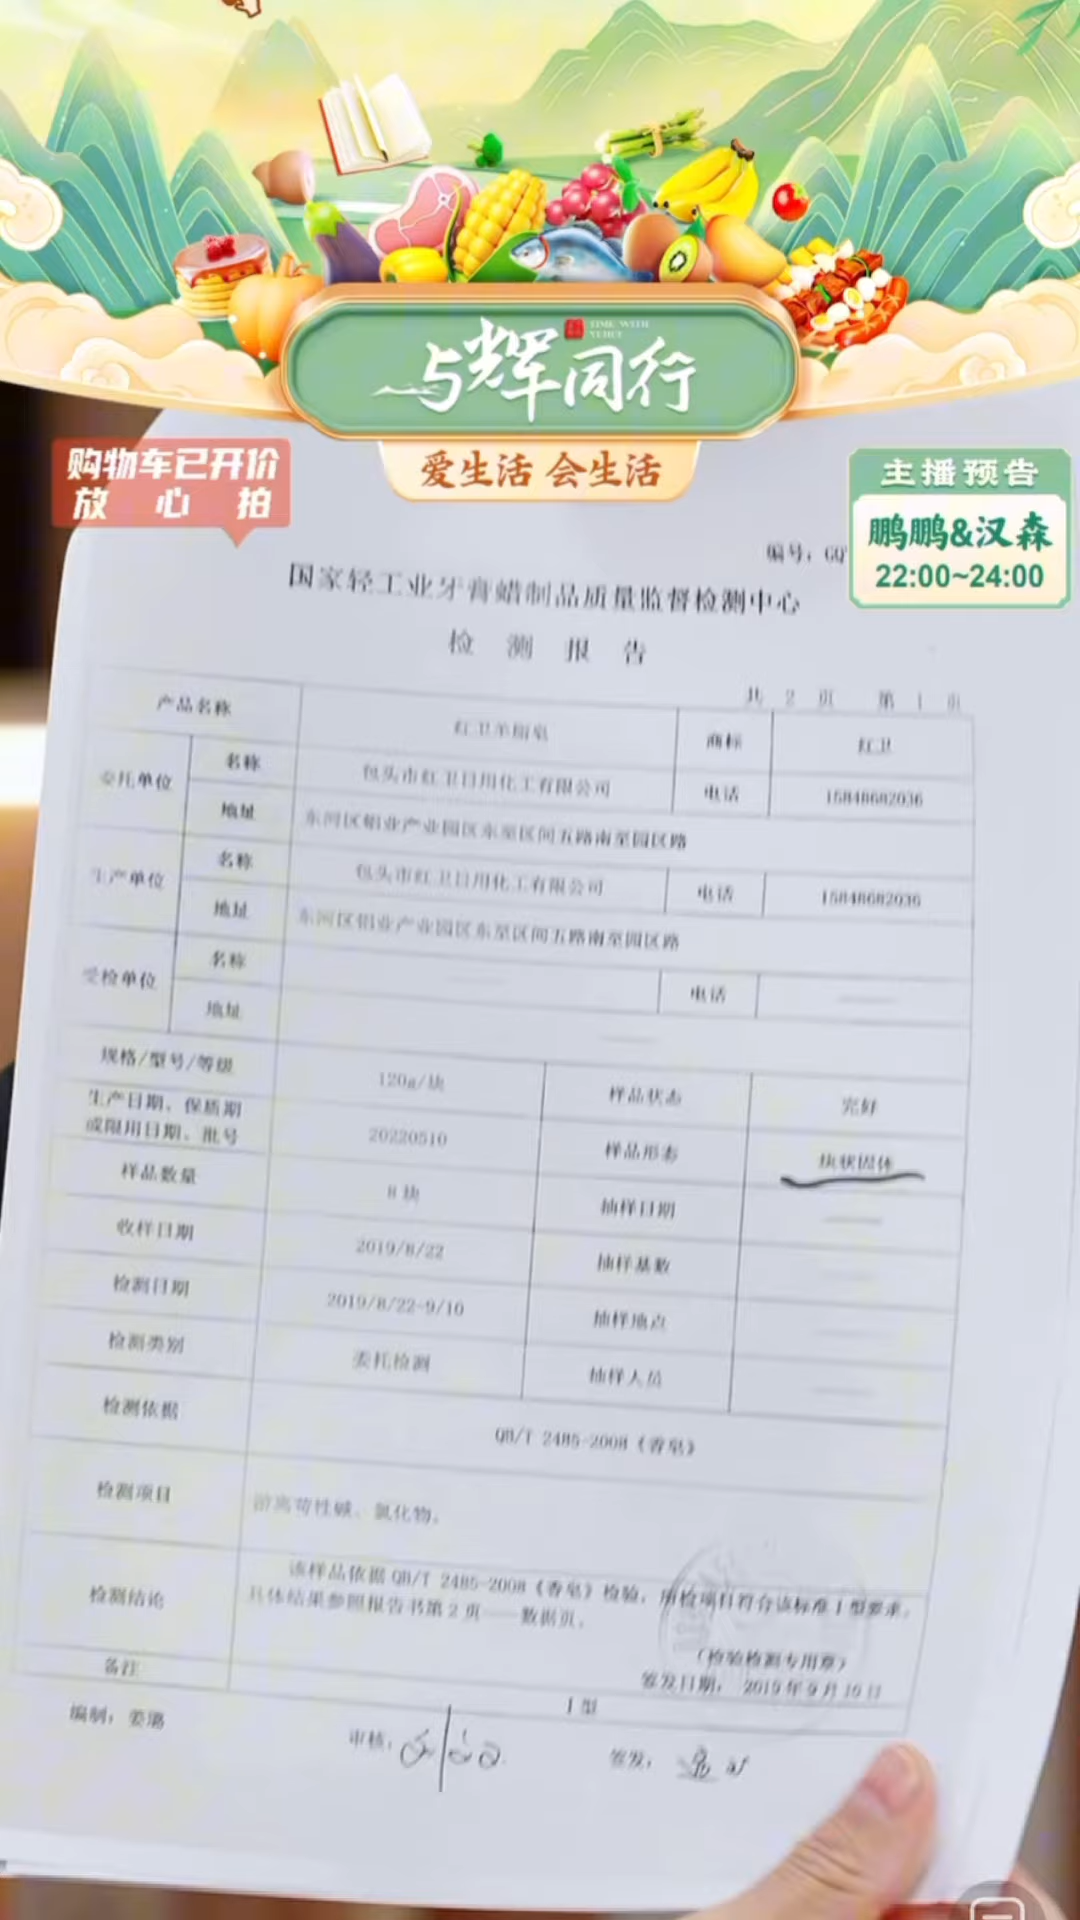 与辉同行
TIME WITH
YUHUI
爱生活 会生活
购物车已开价
放心拍
主播预告
鹏鹏&汉森
22:00~24:00
编号：GQ
国家轻工业牙膏蜡制品质量监督检测中心
检 测 报 告
共 2 页 第 1 页
产品名称 红卫羊脂皂 商标 红卫
委托单位 名称 包头市红卫日用化工有限公司 电话 15848682036
地址 东河区铝业产业园区东至区间五路南至园区路
生产单位 名称 包头市红卫日用化工有限公司 电话 15848682036
地址 东河区铝业产业园区东至区间五路南至园区路
受检单位 名称 电话
地址
规格/型号/等级 120g/块 样品状态 完好
生产日期、保质期
或限用日期、批号 20220510 样品形态 块状固体
样品数量 8块 抽样日期
收样日期 2019/8/22 抽样基数
检测日期 2019/8/22-9/10 抽样地点
检测类别 委托检测 抽样人员
检测依据 QB/T 2485-2008《香皂》
检测项目 游离苛性碱、氯化物。
检测结论 该样品依据 QB/T 2485-2008《香皂》检验，所检项目符合该标准 I 型要求。
具体结果参照报告书第 2 页——数据页。
（检验检测专用章）
签发日期： 2019 年 9 月 10 日
备注 I 型
编制：姜潞 审核： 签发：